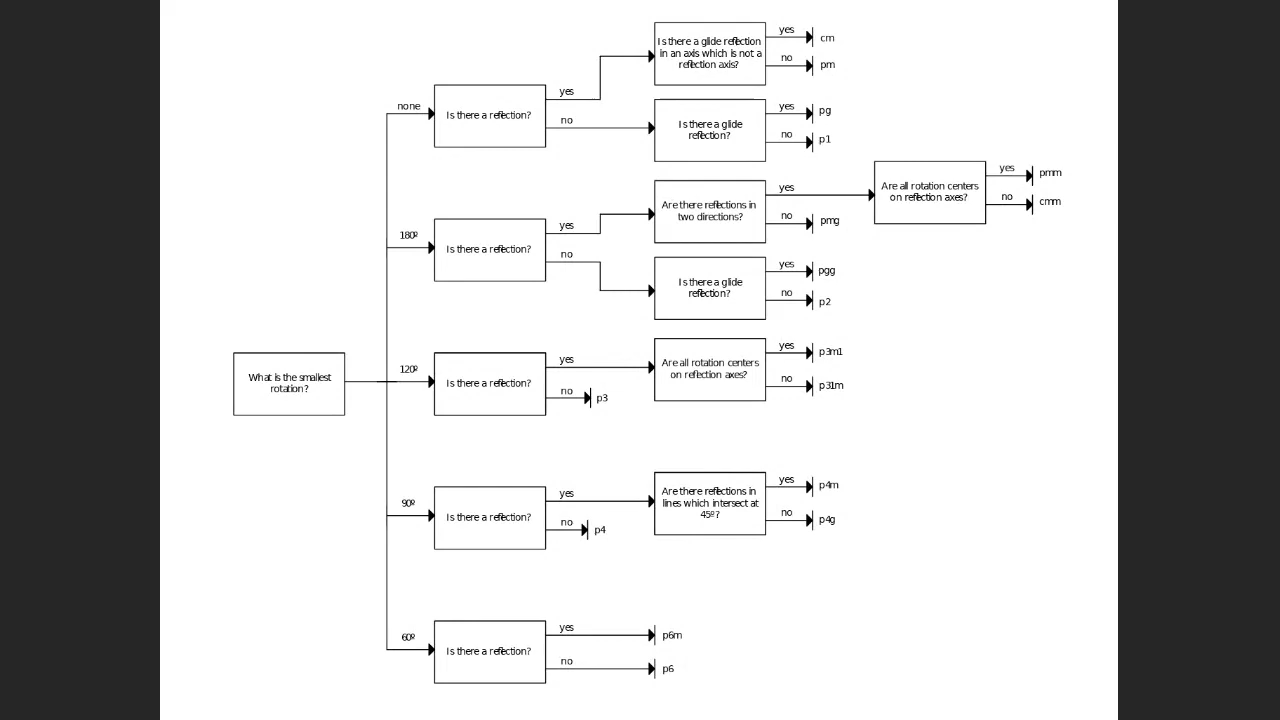 Is there a glide reflection
in an axis which is not a
reflection axis?
yes
cm
no
pm
none
Is there a reflection?
yes
no
Is there a glide
reflection?
yes
pg
no
p1
180º
Is there a reflection?
yes
no
Are there reflections in
two directions?
yes
no
pmg
Are all rotation centers
on reflection axes?
yes
pmm
no
cmm
Is there a glide
reflection?
yes
pgg
no
p2
What is the smallest
rotation?
120º
Is there a reflection?
yes
no
p3
Are all rotation centers
on reflection axes?
yes
p3m1
no
p31m
90º
Is there a reflection?
yes
no
p4
Are there reflections in
lines which intersect at
45º?
yes
p4m
no
p4g
60º
Is there a reflection?
yes
p6m
no
p6